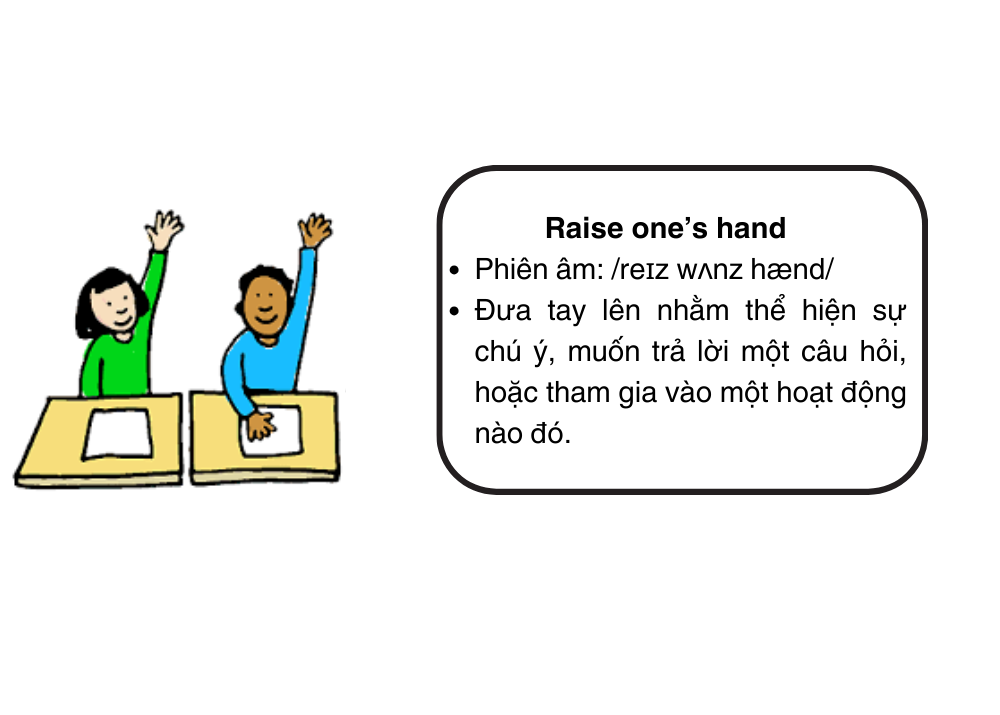 Raise one’s hand
• Phiên âm: /reɪz wʌnz hænd/
• Đưa tay lên nhằm thể hiện sự
chú ý, muốn trả lời một câu hỏi,
hoặc tham gia vào một hoạt động
nào đó.